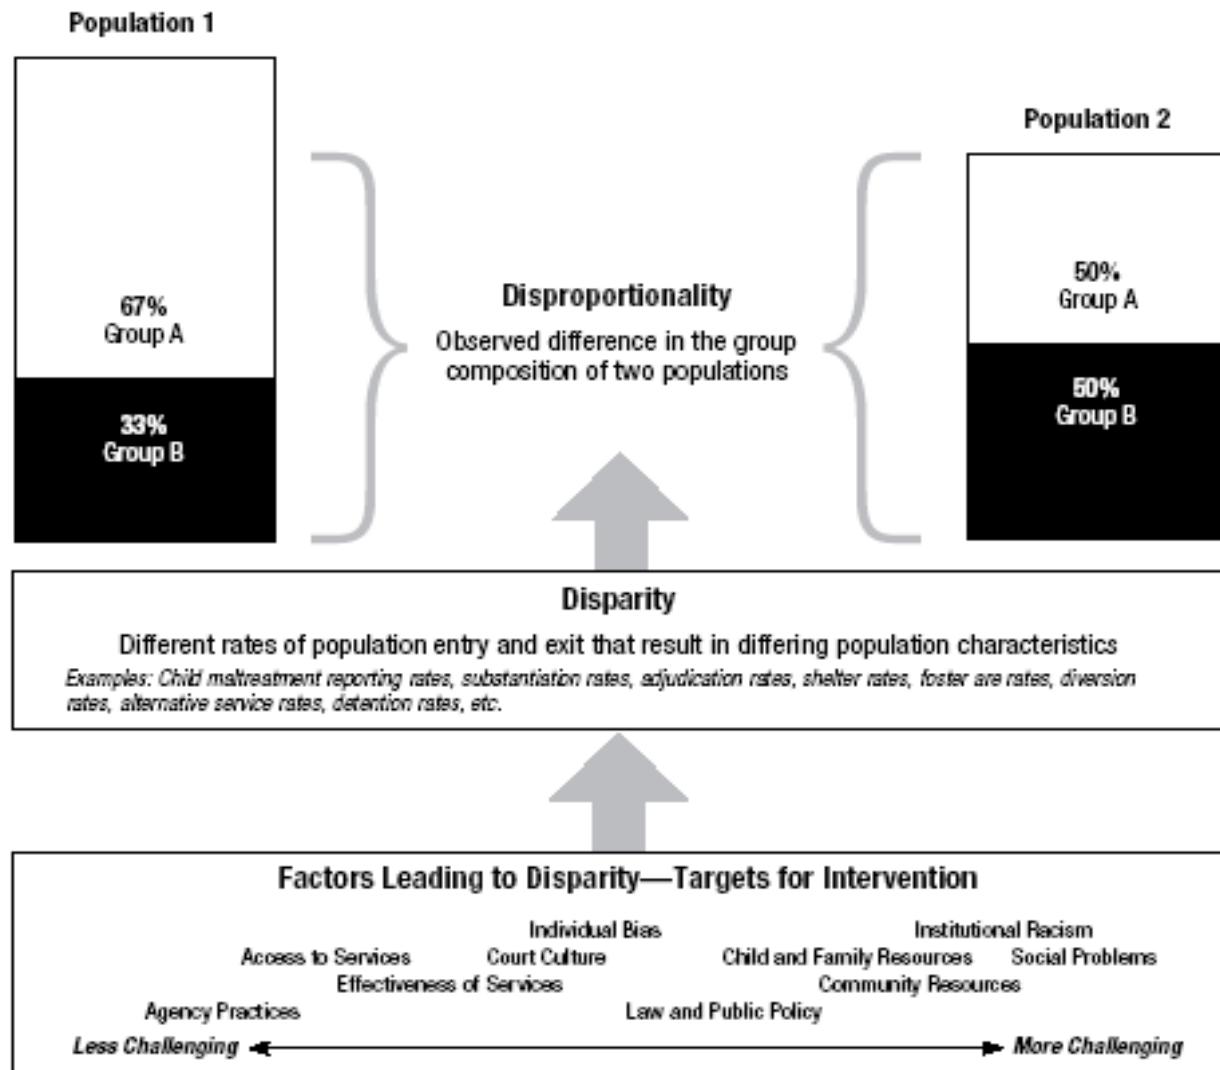 Population 1
Population 2
67%
Group A
33%
Group B
Disproportionality
Observed difference in the group
composition of two populations
50%
Group A
50%
Group B
Disparity
Different rates of population entry and exit that result in differing population characteristics
Examples: Child maltreatment reporting rates, substantiation rates, adjudication rates, shelter rates, foster are rates, diversion
rates, alternative service rates, detention rates, etc.
Factors Leading to Disparity—Targets for Intervention
Individual Bias Institutional Racism
Access to Services Court Culture Child and Family Resources Social Problems
Effectiveness of Services Community Resources
Agency Practices Law and Public Policy
Less Challenging More Challenging